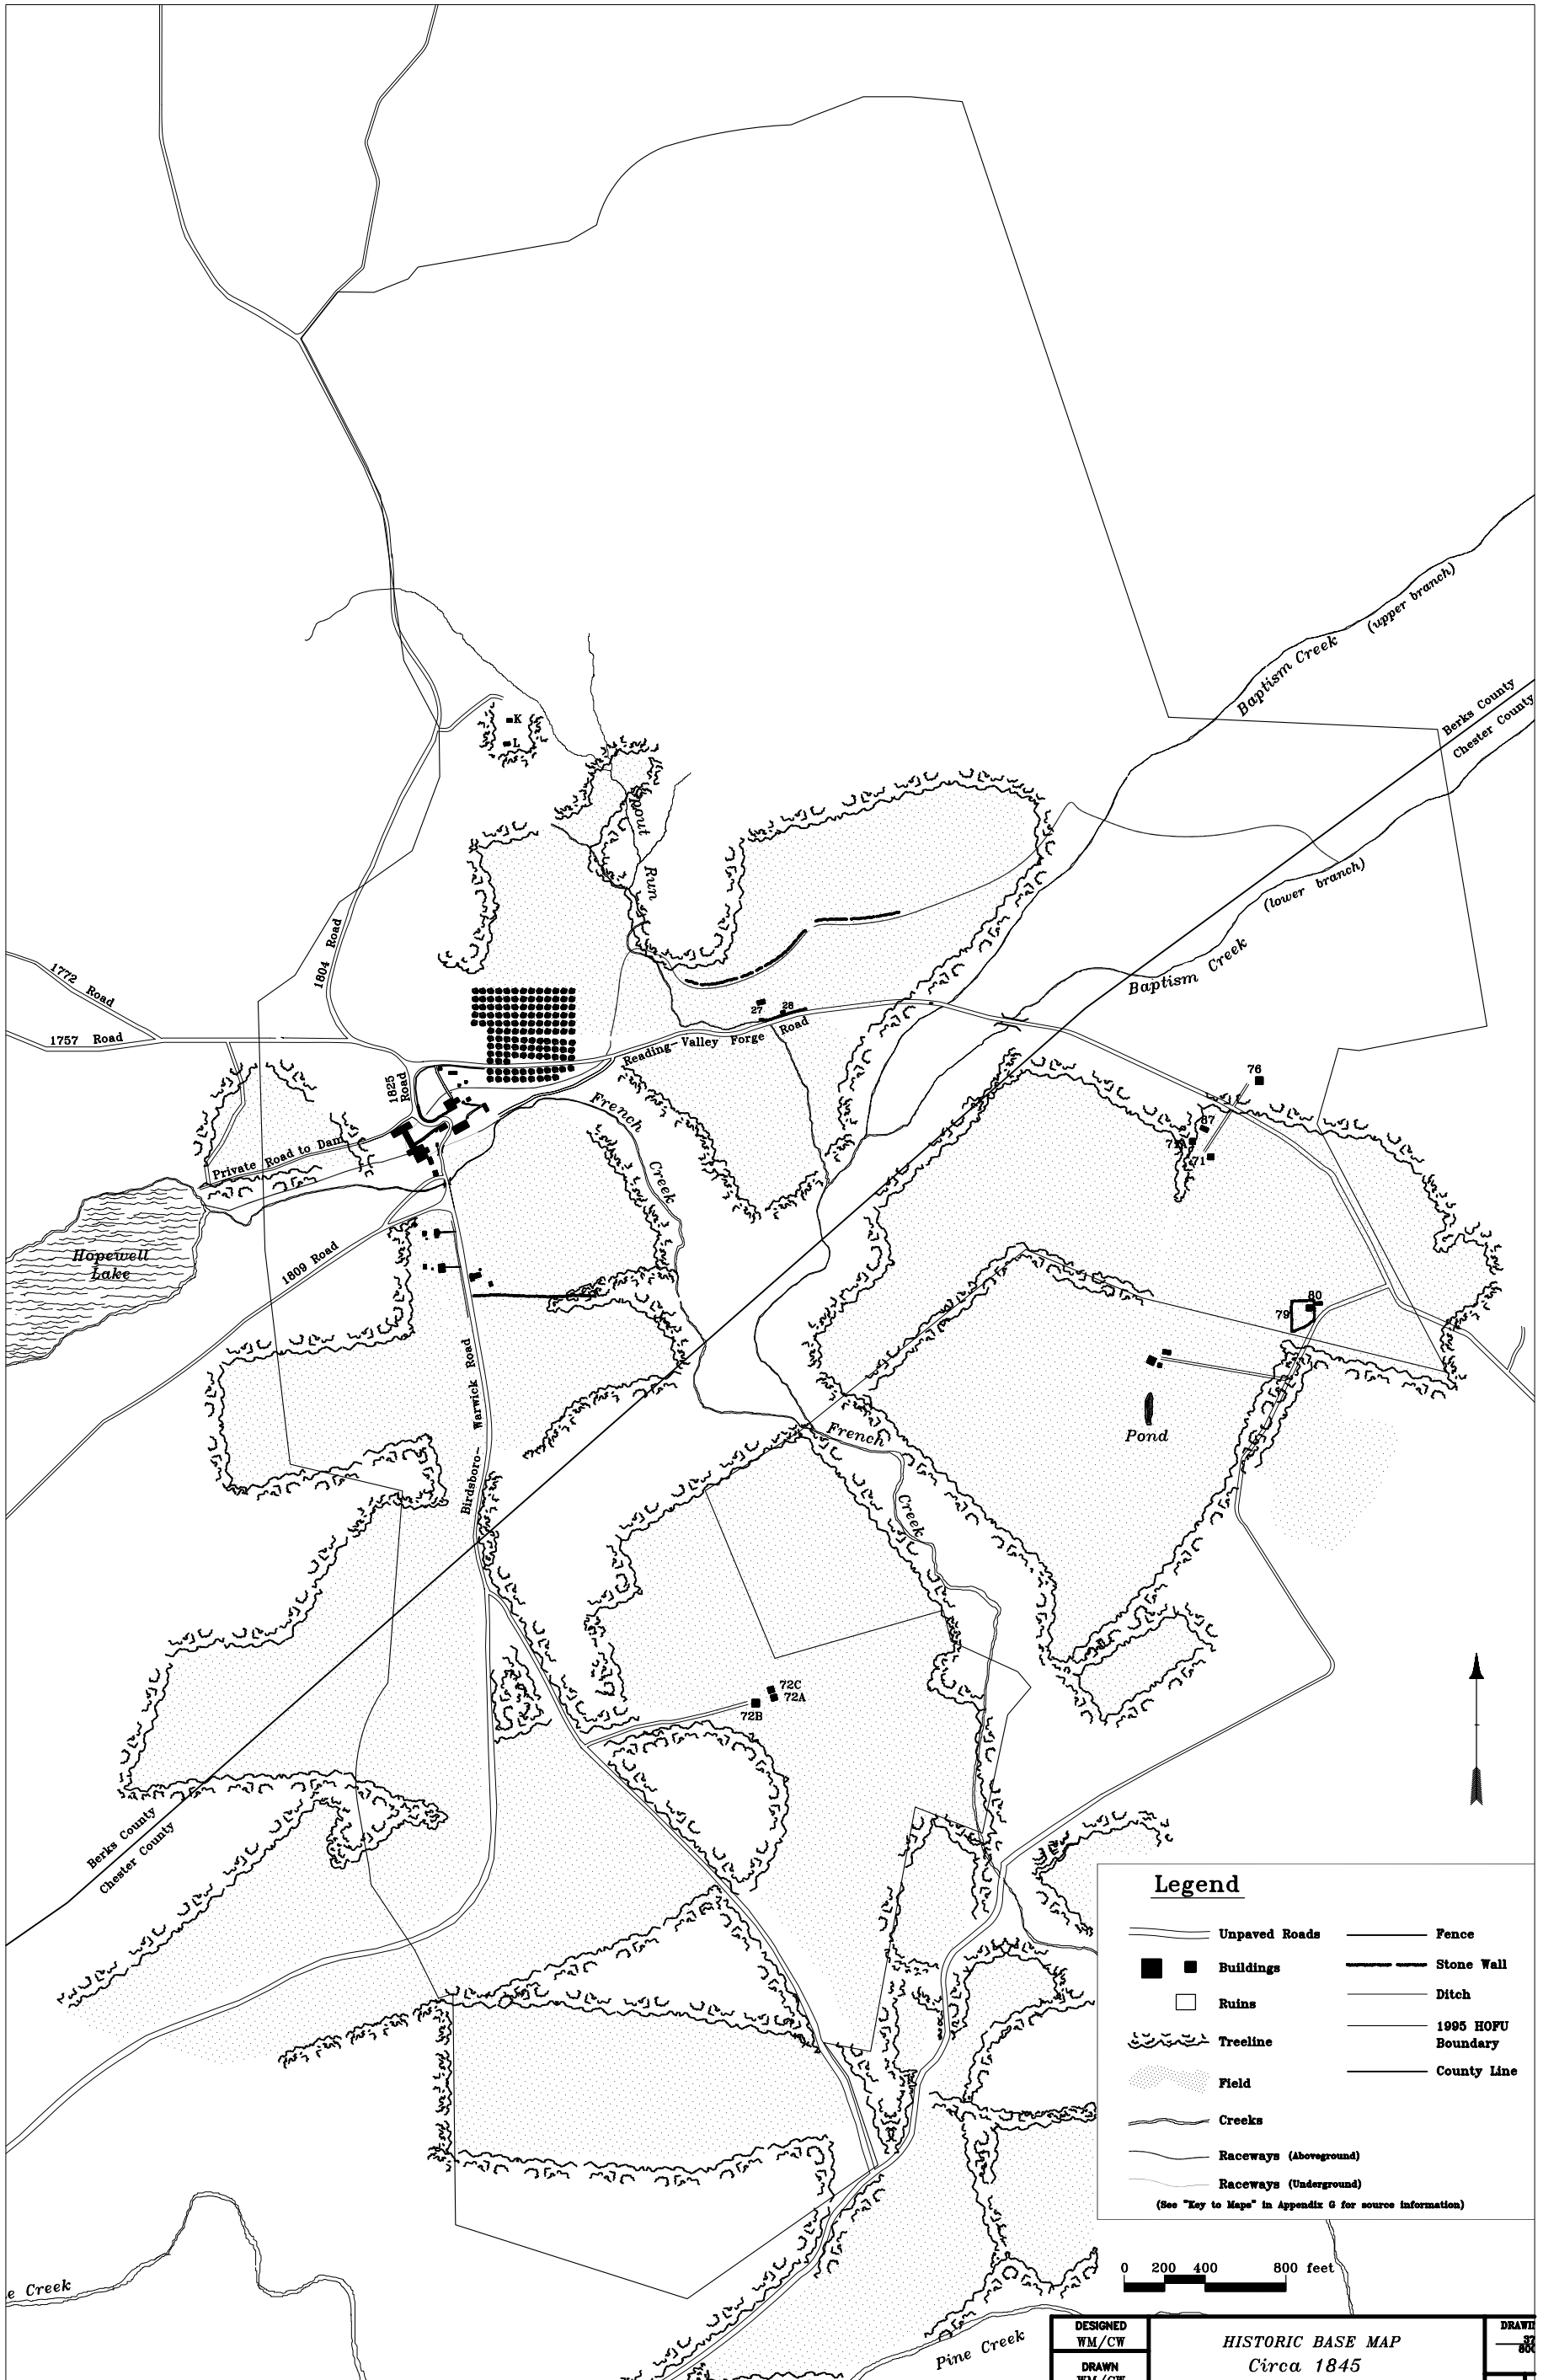 Baptism Creek
(upper branch)
Berks County
Chester County
K
L
Run
(lower branch)
Baptism Creek
1804 Road
1772 Road
1757 Road
27
28
Reading-Valley Forge Road
1825 Road
French
Creek
Private Road to Dam
76
87
71
Hopewell
Lake
1809 Road
80
79
Birdsboro- Warwick Road
Pond
French
Creek
72C
72A
72B
Berks County
Chester County
Legend
Unpaved Roads
Buildings
Ruins
Treeline
Field
Creeks
Raceways (Aboveground)
Raceways (Underground)
Fence
Stone Wall
Ditch
1995 HOFU
Boundary
County Line
(See "Key to Maps" in Appendix G for source information)
0 200 400 800 feet
e Creek
Pine Creek
DESIGNED
WM/CW
DRAWN
HISTORIC BASE MAP
Circa 1845